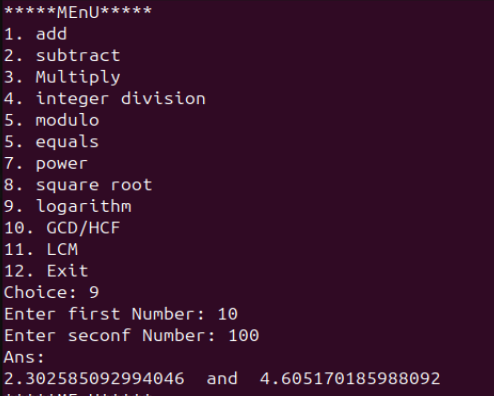 *****MEnU*****
1. add
2. subtract
3. Multiply
4. integer division
5. modulo
5. equals
7. power
8. square root
9. logarithm
10. GCD/HCF
11. LCM
12. Exit
Choice: 9
Enter first Number: 10
Enter seconf Number: 100
Ans:
2.302585092994046  and  4.605170185988092